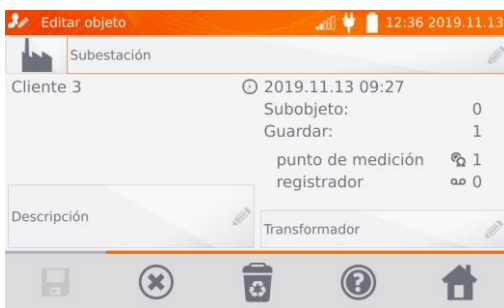 Editar objeto 12:36 2019.11.13
Subestación
Cliente 3 2019.11.13 09:27
Subobjeto: 0
Guardar: 1
punto de medición 1
registrador 0
Descripción
Transformador